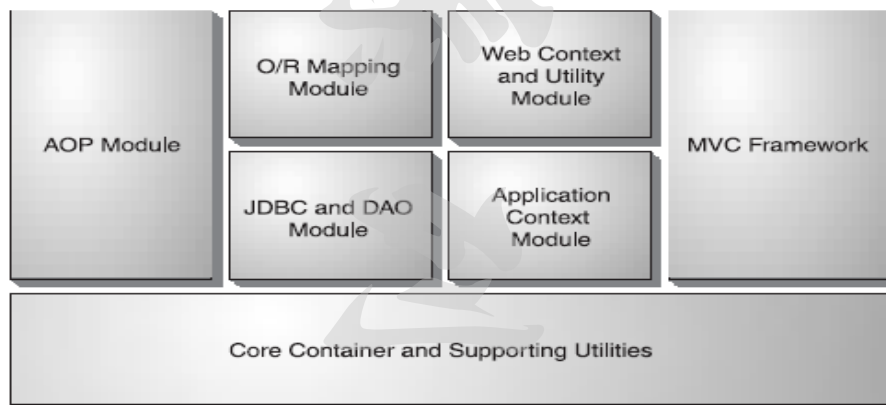 AOP Module
O/R Mapping
Module
Web Context
and Utility
Module
MVC Framework
JDBC and DAO
Module
Application
Context
Module
Core Container and Supporting Utilities